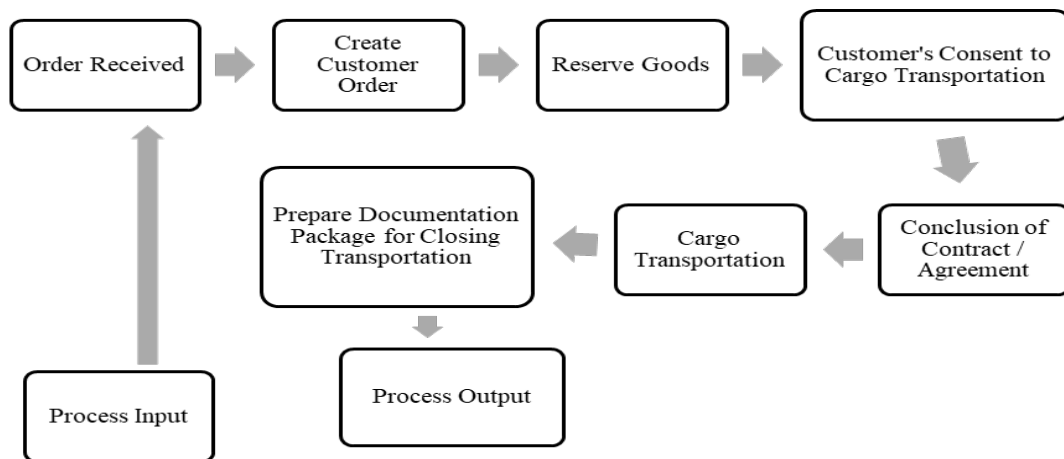 Order Received
Create
Customer
Order
Reserve Goods
Customer's Consent to
Cargo Transportation
Conclusion of
Contract /
Agreement
Cargo
Transportation
Prepare Documentation
Package for Closing
Transportation
Process Output
Process Input